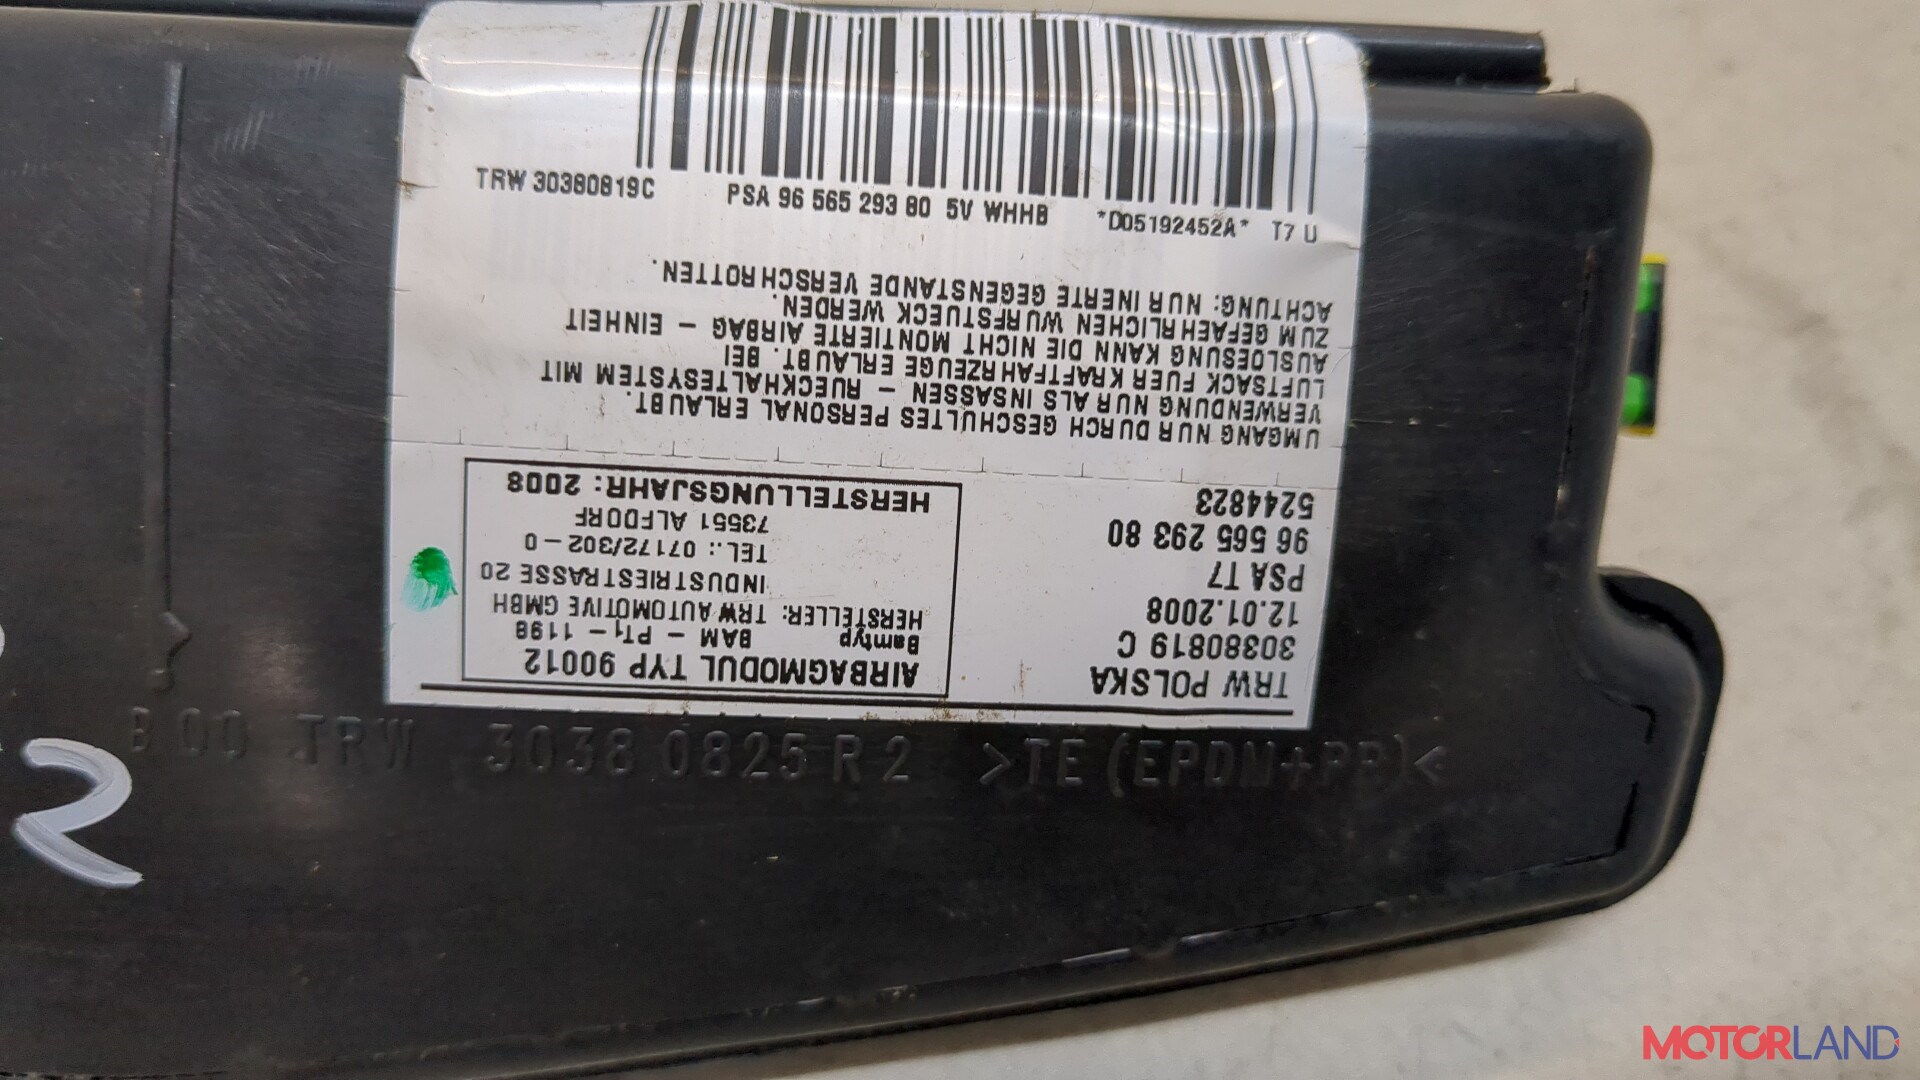 TRW 30380819C PSA 96 565 293 80 5V WHHB *D05192452A* T7 U
TRW POLSKA
30380819 C
12.01.2008
PSA T7
96 565 293 80
5244823
AIRBAGMODUL TYP 90012
Bamtyp BAM - PT1 - 1198
HERSTELLER: TRW AUTOMOTIVE GMBH
INDUSTRIESTRASSE 20
TEL.: 07172/302-0
73551 ALFDORF
HERSTELLUNGSJAHR: 2008
UMGANG NUR DURCH GESCHULTES PERSONAL ERLAUBT.
VERWENDUNG NUR ALS INSASSEN - RUECKHALTESYSTEM MIT
LUFTSACK FUER KRAFTFAHRZEUGE ERLAUBT. BEI
AUSLOESUNG KANN DIE NICHT MONTIERTE AIRBAG - EINHEIT
ZUM GEFAEHRLICHEN WURFSTUECK WERDEN.
ACHTUNG: NUR INERTE GEGENSTANDE VERSCHROTTEN.
B 00 TRW 3038 0825 R 2 >TE (EPDM+PP)<
2
MOTORLAND